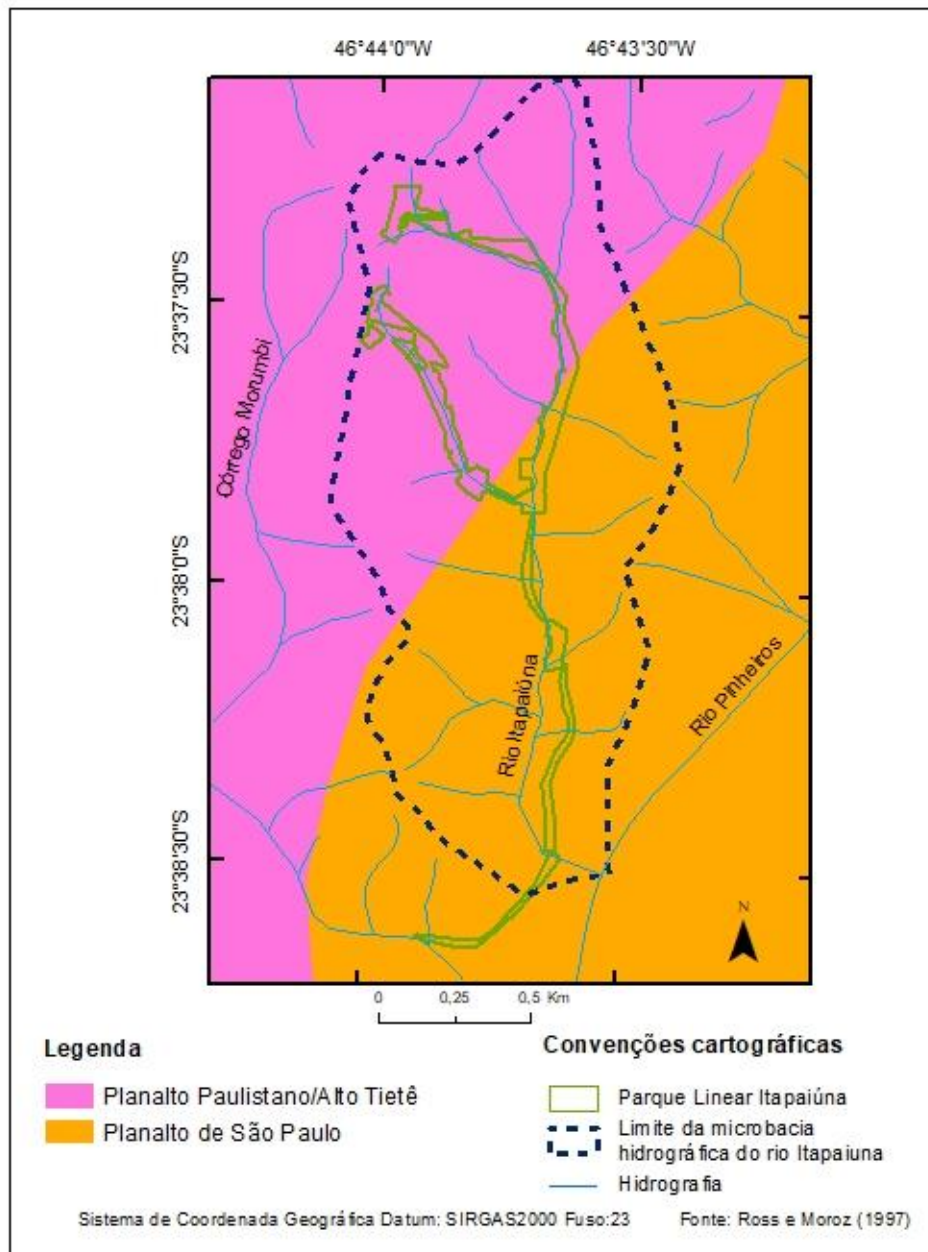 46°44'0"W 46°43'30"W
23°37'30"S
Córrego Morumbi
23°38'0"S
Rio Itapaiúna
Rio Pinheiros
23°38'30"S
N
0 0,25 0,5 Km
Legenda
Planalto Paulistano/Alto Tietê
Planalto de São Paulo
Convenções cartográficas
Parque Linear Itapaiúna
Limite da microbacia
hidrográfica do rio Itapaiuna
Hidrografia
Sistema de Coordenada Geográfica Datum: SIRGAS2000 Fuso:23 Fonte: Ross e Moroz (1997)